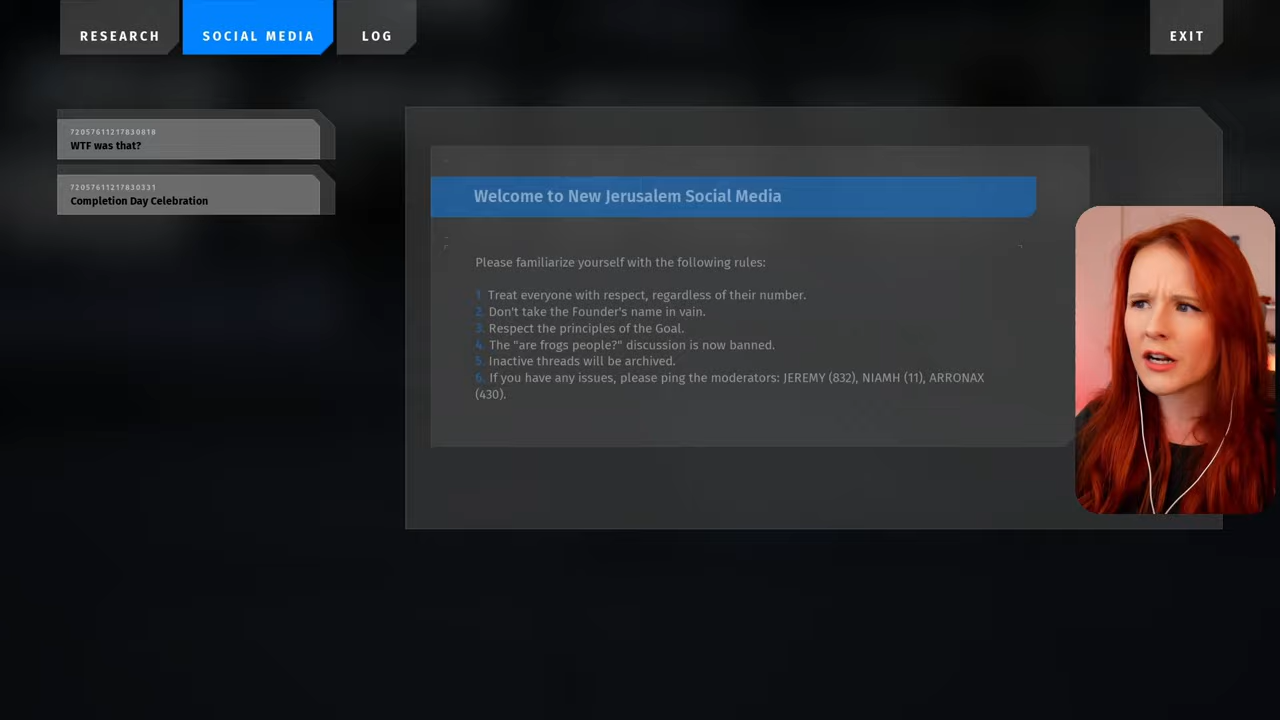 RESEARCH
SOCIAL MEDIA
LOG
EXIT
72057611217830818
WTF was that?
72057611217830331
Completion Day Celebration
Welcome to New Jerusalem Social Media
Please familiarize yourself with the following rules:
1 Treat everyone with respect, regardless of their number.
2. Don't take the Founder's name in vain.
3. Respect the principles of the Goal.
4. The "are frogs people?" discussion is now banned.
5. Inactive threads will be archived.
6. If you have any issues, please ping the moderators: JEREMY (832), NIAMH (11), ARRONAX
(430).